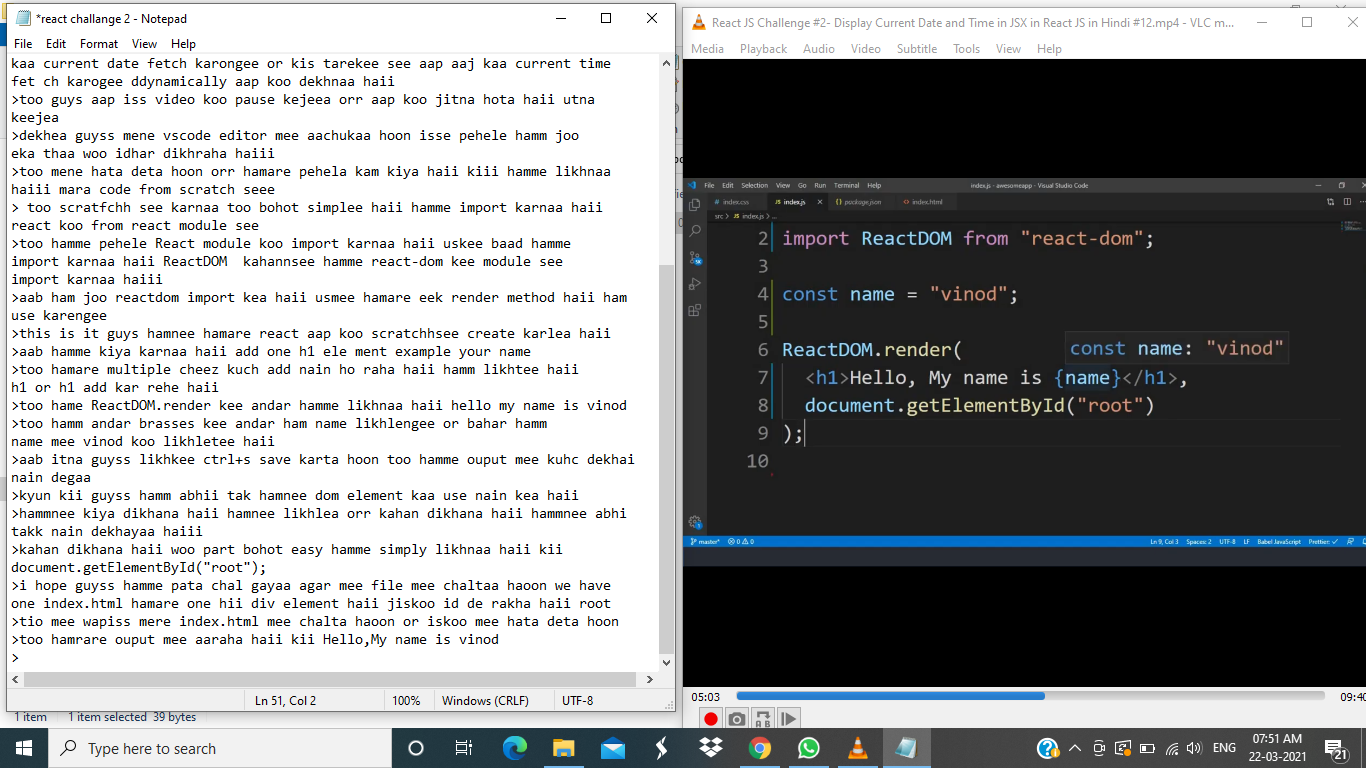 *react challange 2 - Notepad
File Edit Format View Help
kaa current date fetch karongee or kis tarekee see aap aaj kaa current time
fet ch karogee ddynamically aap koo dekhnaa haii
>too guys aap iss video koo pause kejeea orr aap koo jitna hota haii utna
keejea
>dekhea guyss mene vscode editor mee aachukaa hoon isse pehele hamm joo
eka thaa woo idhar dikhraha haiii
>too mene hata deta hoon orr hamare pehela kam kiya haii kiii hamme likhnaa
haiii mara code from scratch seee
> too scratfchh see karnaa too bohot simplee haii hamme import karnaa haii
react koo from react module see
>too hamme pehele React module koo import karnaa haii uskee baad hamme
import karnaa haii ReactDOM  kahannsee hamme react-dom kee module see
import karnaa haiii
>aab ham joo reactdom import kea haii usmee hamare eek render method haii ham
use karengee
>this is it guys hamnee hamare react aap koo scratchhsee create karlea haii
>aab hamme kiya karnaa haii add one h1 ele ment example your name
>too hamare multiple cheez kuch add nain ho raha haii hamm likhtee haii
h1 or h1 add kar rehe haii
>too hame ReactDOM.render kee andar hamme likhnaa haii hello my name is vinod
>too hamm andar brasses kee andar ham name likhlengee or bahar hamm
name mee vinod koo likhletee haii
>aab itna guyss likhkee ctrl+s save karta hoon too hamme ouput mee kuhc dekhai
nain degaa
>kyun kii guyss hamm abhii tak hamnee dom element kaa use nain kea haii
>hammnee kiya dikhana haii hamnee likhlea orr kahan dikhana haii hammnee abhi
takk nain dekhayaa haiii
>kahan dikhana haii woo part bohot easy hamme simply likhnaa haii kii
document.getElementById("root");
>i hope guyss hamme pata chal gayaa agar mee file mee chaltaa haoon we have
one index.html hamare one hii div element haii jiskoo id de rakha haii root
>tio mee wapiss mere index.html mee chalta haoon or iskoo mee hata deta hoon
>too hamrare ouput mee aaraha haii kii Hello,My name is vinod
>
Ln 51, Col 2 100% Windows (CRLF) UTF-8
1 item 1 item selected 39 bytes
React JS Challenge #2- Display Current Date and Time in JSX in React JS in Hindi #12.mp4 - VLC m...
Media Playback Audio Video Subtitle Tools View Help
File Edit Selection View Go Run Terminal Help index.js - awesomeapp - Visual Studio Code
# index.css JS index.js {} package.json <> index.html
src > JS index.js > ...
2 import ReactDOM from "react-dom";
3
4 const name = "vinod";
5
6 ReactDOM.render(
const name: "vinod"
7 <h1>Hello, My name is {name}</h1>,
8 document.getElementById("root")
9 );
10
master* 0 0 Ln 9, Col 3 Spaces: 2 UTF-8 LF Babel JavaScript Prettier: ✓
05:03 09:40
Type here to search
ENG 07:51 AM
22-03-2021
21